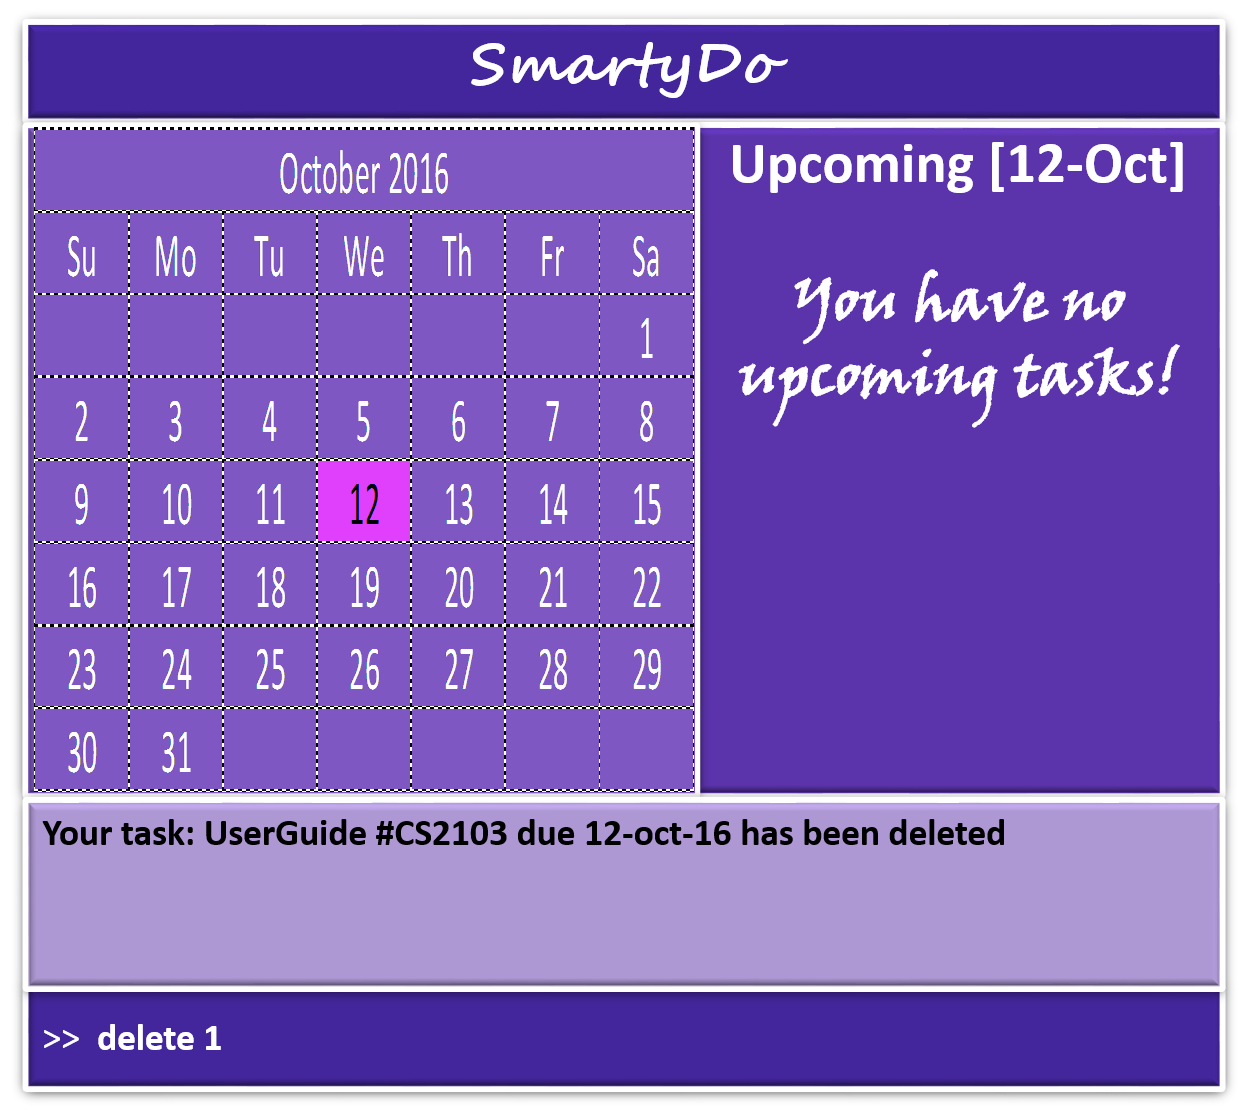 SmartyDo
October 2016
Su Mo Tu We Th Fr Sa
1
2 3 4 5 6 7 8
9 10 11 12 13 14 15
16 17 18 19 20 21 22
23 24 25 26 27 28 29
30 31
Upcoming [12-Oct]
You have no
upcoming tasks!
Your task: UserGuide #CS2103 due 12-oct-16 has been deleted
>> delete 1